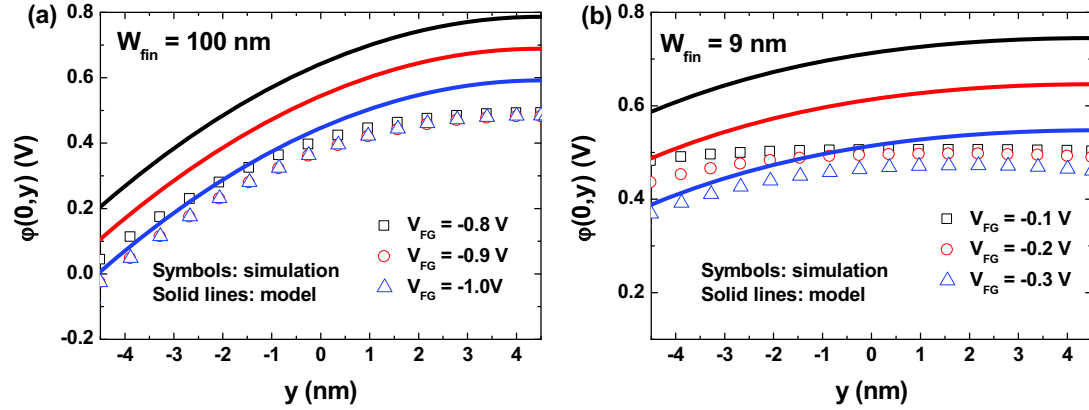 (a)
W_fin = 100 nm
φ(0,y) (V)
0.8
0.6
0.4
0.2
0.0
-0.2
V_FG = -0.8 V
V_FG = -0.9 V
V_FG = -1.0V
Symbols: simulation
Solid lines: model
-4 -3 -2 -1 0 1 2 3 4
y (nm)
(b)
W_fin = 9 nm
φ(0,y) (V)
0.8
0.6
0.4
0.2
V_FG = -0.1 V
V_FG = -0.2 V
V_FG = -0.3 V
Symbols: simulation
Solid lines: model
-4 -3 -2 -1 0 1 2 3 4
y (nm)